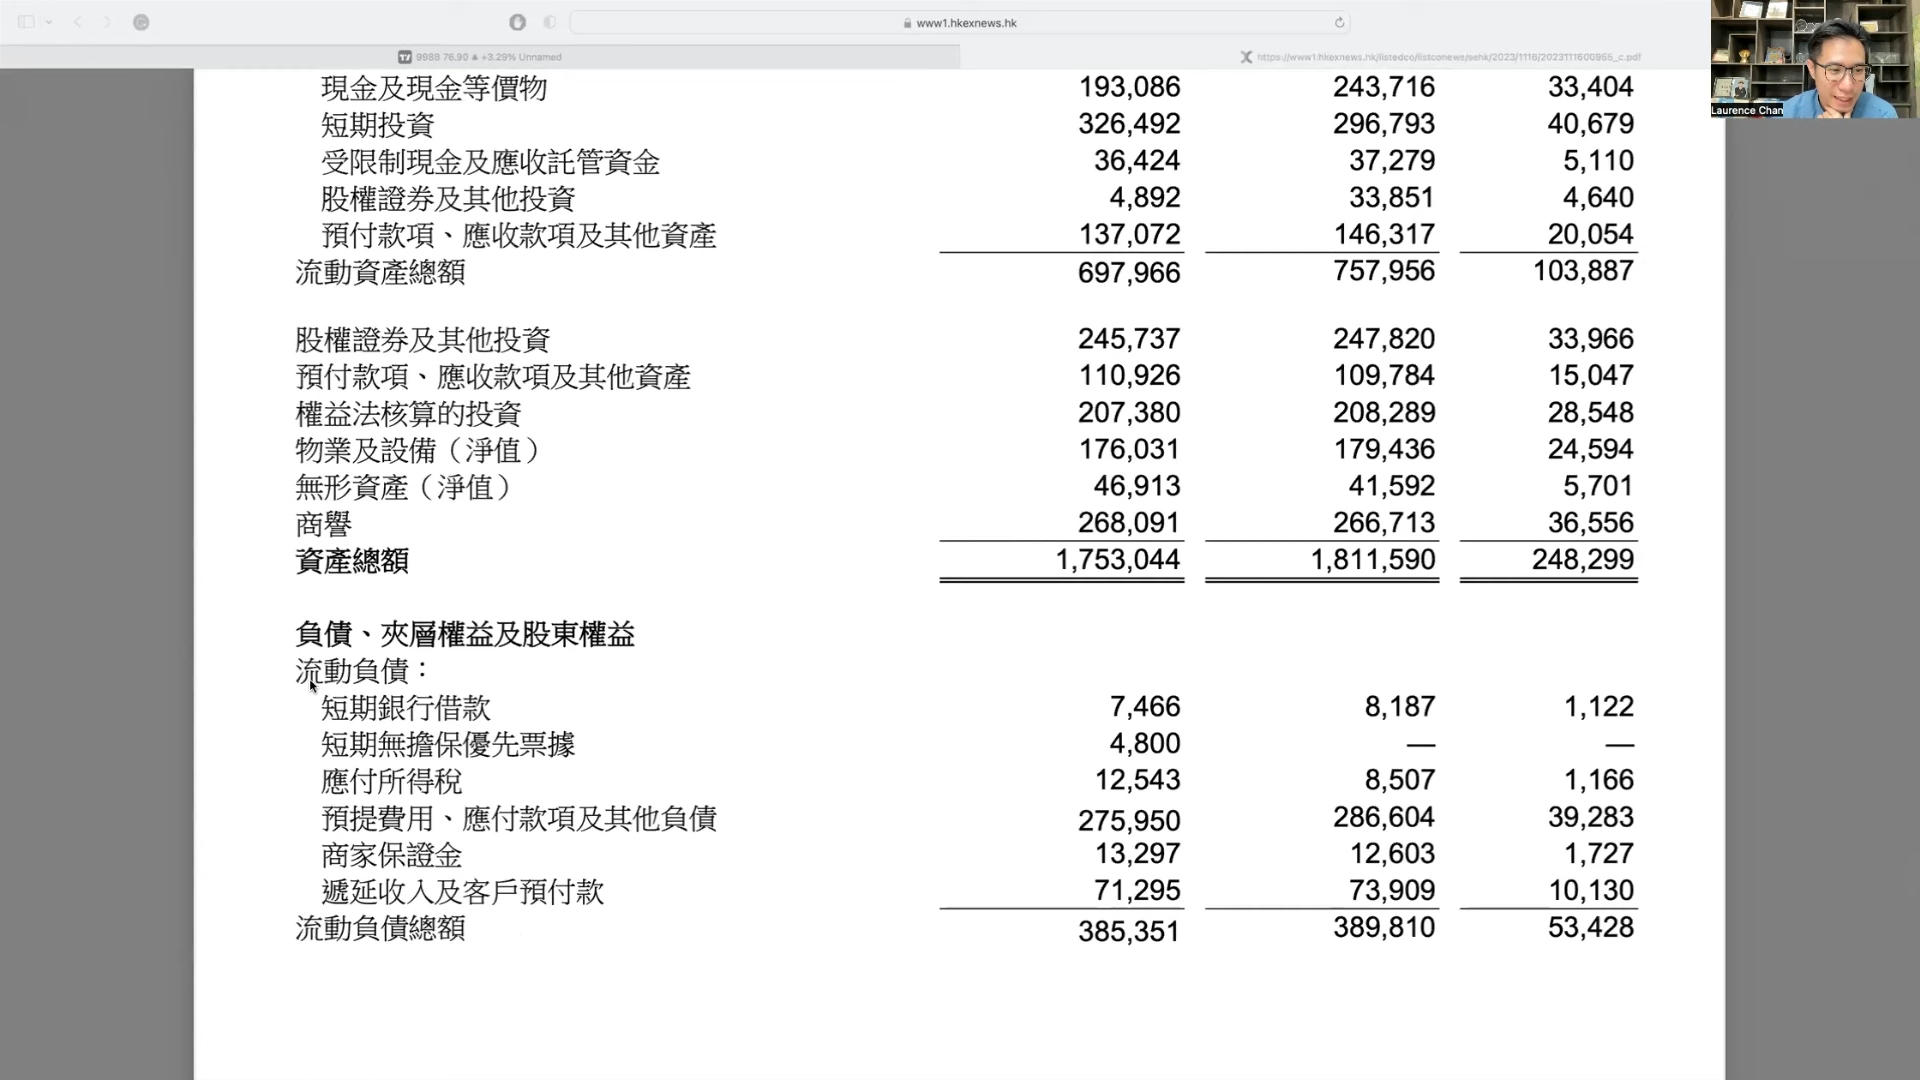 www1.hkexnews.hk
9988 76.90 ▲ +3.29% Unnamed
https://www1.hkexnews.hk/listedco/listconews/sehk/2023/1116/2023111600965_c.pdf
Laurence Chan
現金及現金等價物 193,086 243,716 33,404
短期投資 326,492 296,793 40,679
受限制現金及應收託管資金 36,424 37,279 5,110
股權證券及其他投資 4,892 33,851 4,640
預付款項、應收款項及其他資產 137,072 146,317 20,054
流動資產總額 697,966 757,956 103,887
股權證券及其他投資 245,737 247,820 33,966
預付款項、應收款項及其他資產 110,926 109,784 15,047
權益法核算的投資 207,380 208,289 28,548
物業及設備（淨值） 176,031 179,436 24,594
無形資產（淨值） 46,913 41,592 5,701
商譽 268,091 266,713 36,556
資產總額 1,753,044 1,811,590 248,299
負債、夾層權益及股東權益
流動負債：
短期銀行借款 7,466 8,187 1,122
短期無擔保優先票據 4,800 — —
應付所得稅 12,543 8,507 1,166
預提費用、應付款項及其他負債 275,950 286,604 39,283
商家保證金 13,297 12,603 1,727
遞延收入及客戶預付款 71,295 73,909 10,130
流動負債總額 385,351 389,810 53,428